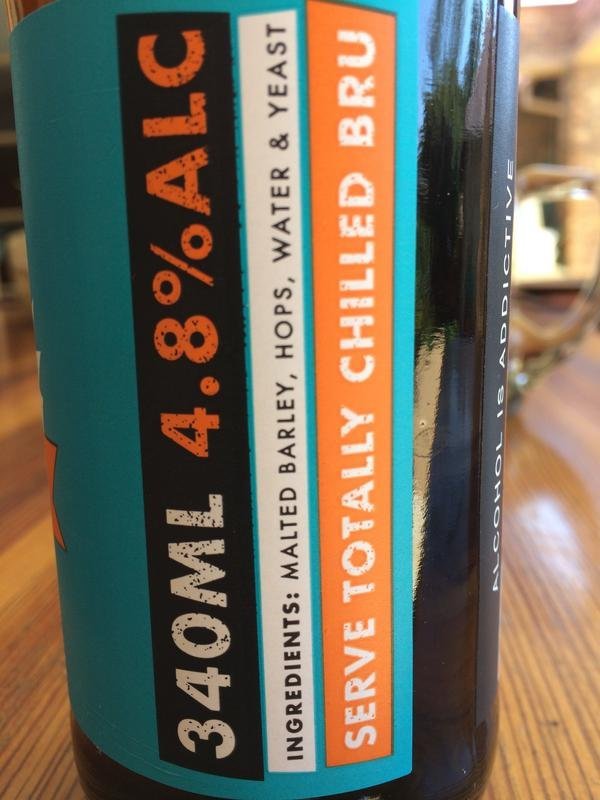 340ML 4.8%ALC
INGREDIENTS: MALTED BARLEY, HOPS, WATER & YEAST
SERVE TOTALLY CHILLED BRU
ALCOHOL IS ADDICTIVE